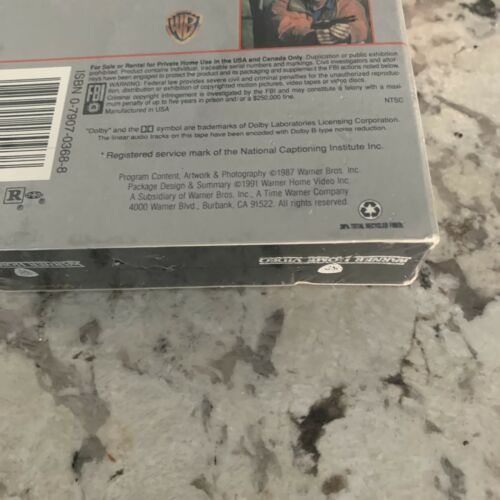 WB
For Sale or Rental for Private Home Use in the USA and Canada Only. Duplication or public exhibition
prohibited. Product contains individual, traceable serial numbers and markings. Civil investigators and
have been engaged to protect the product and its packaging and supplement the FBI actions noted below.
WARNING: Federal law provides severe civil and criminal penalties for the unauthorized reproduc-
tion, distribution or exhibition of copyrighted motion pictures, video tapes or video discs.
Criminal copyright infringement is investigated by the FBI and may constitute a felony with a maxi-
mum penalty of up to five years in prison and/or a $250,000 fine.
Manufactured in USA
NTSC
FBI
ISBN 0-7907-0368-8
"Dolby" and the symbol are trademarks of Dolby Laboratories Licensing Corporation.
The linear audio tracks on this tape have been encoded with Dolby B-type noise reduction.
* Registered service mark of the National Captioning Institute Inc.
R
Program Content, Artwork & Photography ©1987 Warner Bros. Inc.
Package Design & Summary ©1991 Warner Home Video Inc.
A Subsidiary of Warner Bros. Inc., A Time Warner Company
4000 Warner Blvd., Burbank, CA 91522. All rights reserved.
TOTAL RECYCLED FIBER
WARNER HOME VIDEO